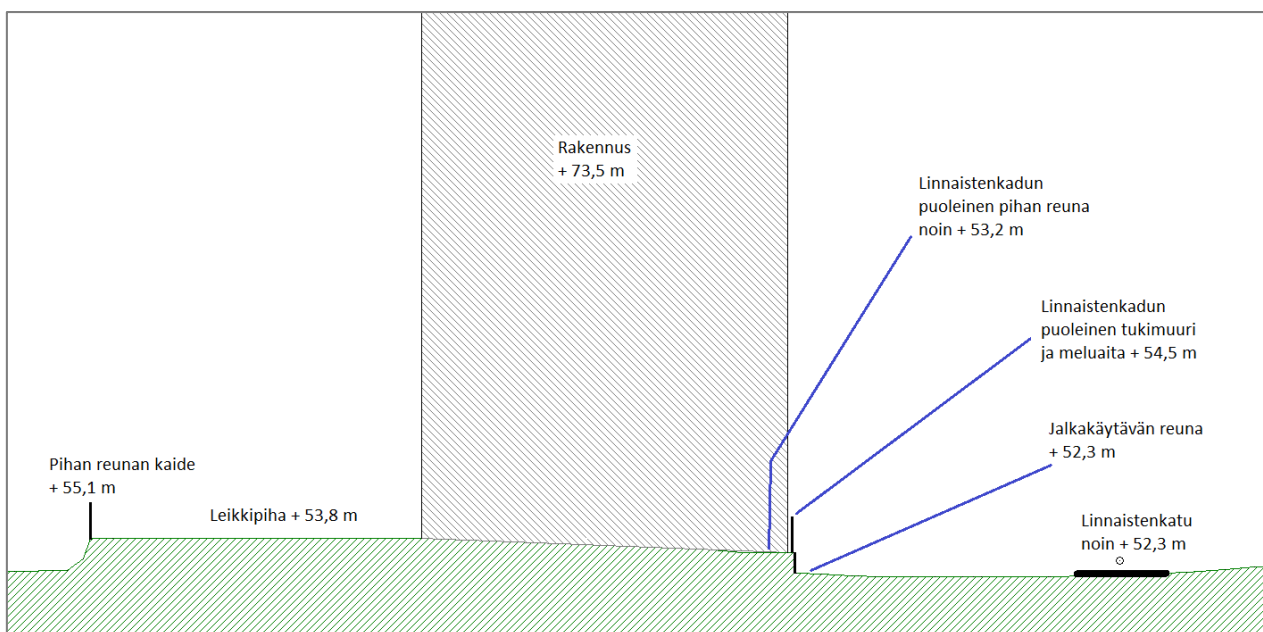 Rakennus
+ 73,5 m
Linnaistenkadun
puoleinen pihan reuna
noin + 53,2 m
Linnaistenkadun
puoleinen tukimuuri
ja meluaita + 54,5 m
Jalkakäytävän reuna
+ 52,3 m
Pihan reunan kaide
+ 55,1 m
Leikkipiha + 53,8 m
Linnaistenkatu
noin + 52,3 m